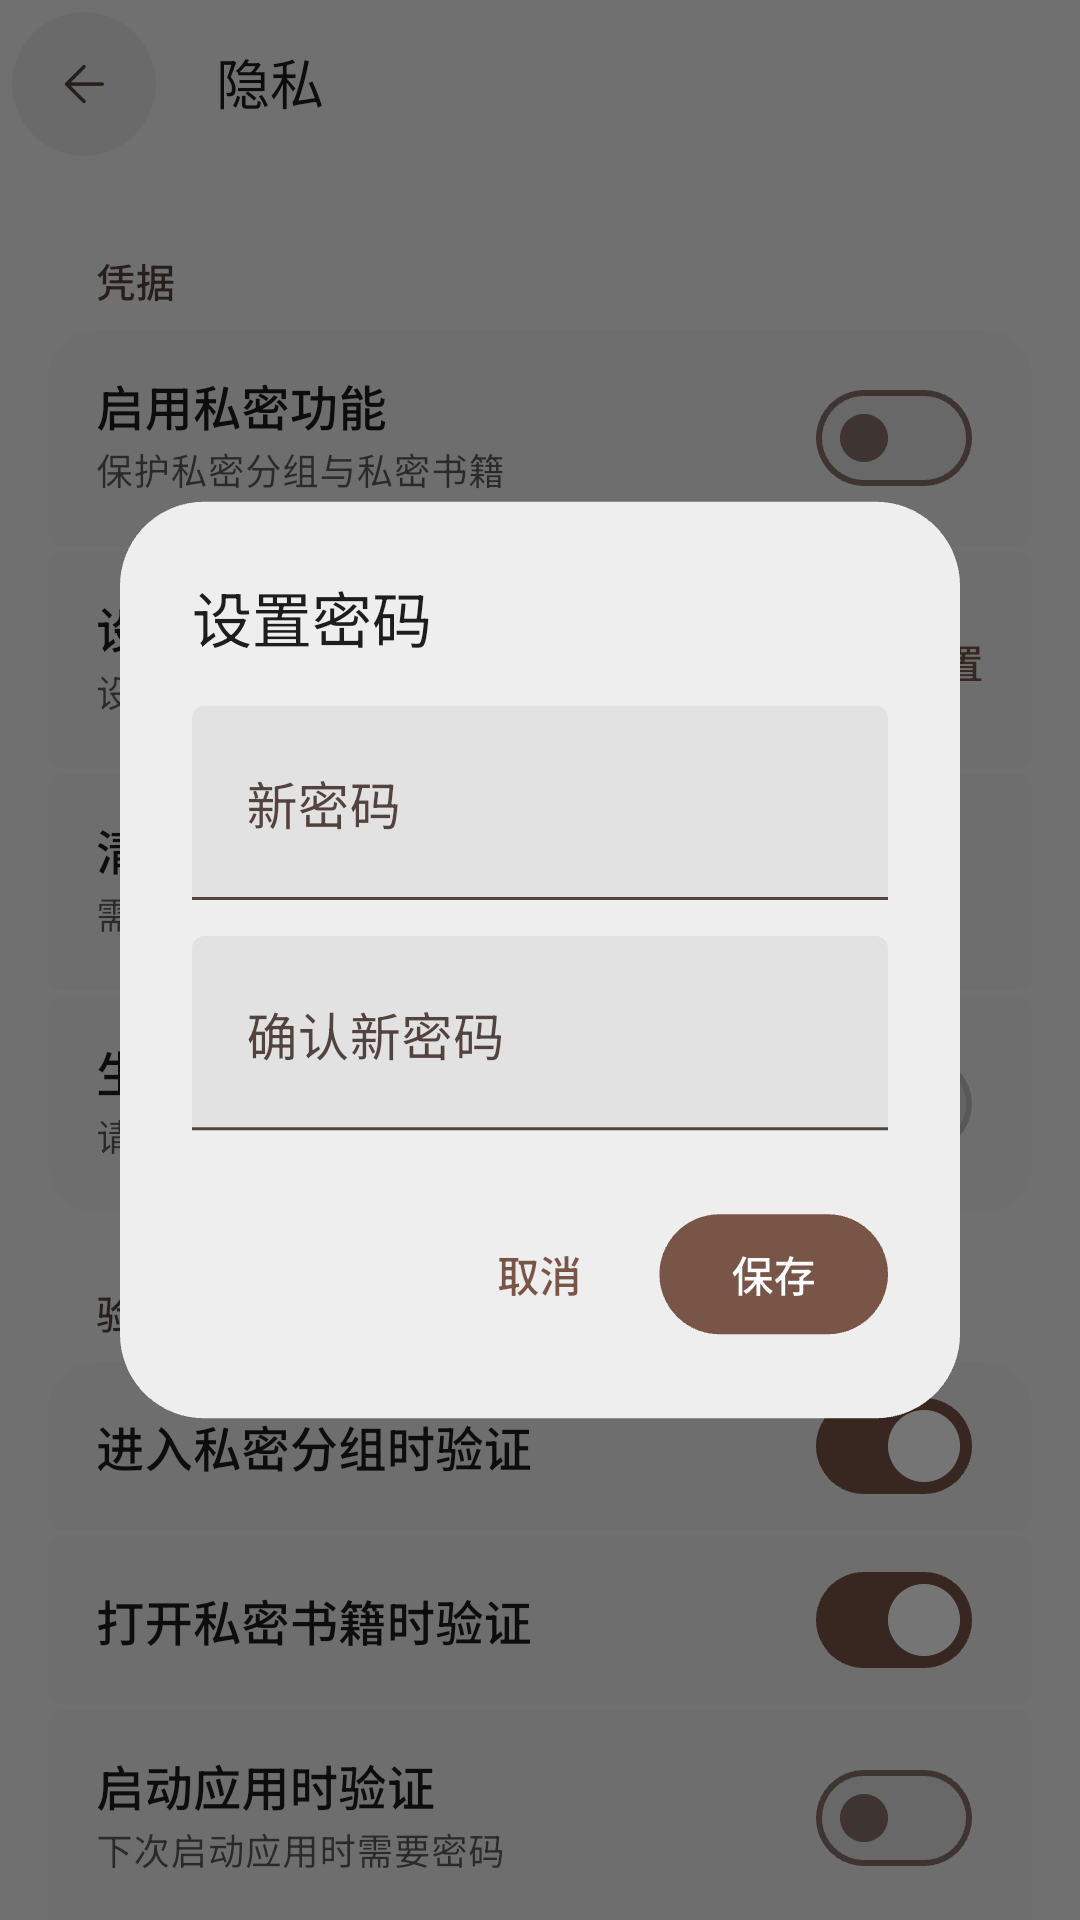 隐私
凭据
启用私密功能
保护私密分组与私密书籍
设置密码
新密码
确认新密码
取消
保存
进入私密分组时验证
打开私密书籍时验证
启动应用时验证
下次启动应用时需要密码